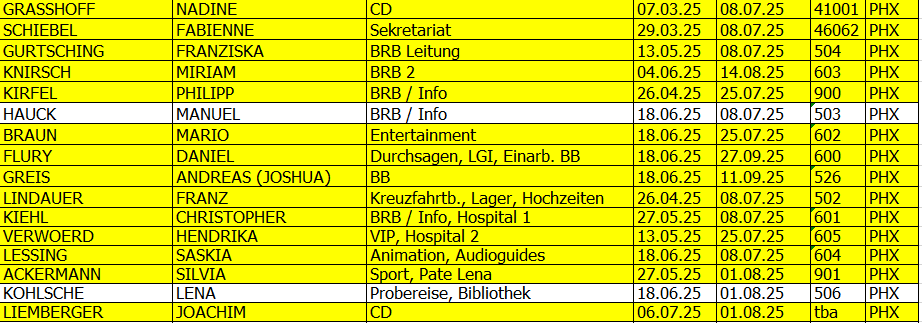 GRASSHOFF NADINE CD 07.03.25 08.07.25 41001 PHX
SCHIEBEL FABIENNE Sekretariat 29.03.25 08.07.25 46062 PHX
GURTSCHING FRANZISKA BRB Leitung 13.05.25 08.07.25 504 PHX
KNIRSCH MIRIAM BRB 2 04.06.25 14.08.25 603 PHX
KIRFEL PHILIPP BRB / Info 26.04.25 25.07.25 900 PHX
HAUCK MANUEL BRB / Info 18.06.25 08.07.25 503 PHX
BRAUN MARIO Entertainment 18.06.25 25.07.25 602 PHX
FLURY DANIEL Durchsagen, LGI, Einarb. BB 18.06.25 27.09.25 600 PHX
GREIS ANDREAS (JOSHUA) BB 18.06.25 11.09.25 526 PHX
LINDAUER FRANZ Kreuzfahrtb., Lager, Hochzeiten 26.04.25 08.07.25 502 PHX
KIEHL CHRISTOPHER BRB / Info, Hospital 1 27.05.25 08.07.25 601 PHX
VERWOERD HENDRIKA VIP, Hospital 2 13.05.25 25.07.25 605 PHX
LESSING SASKIA Animation, Audioguides 18.06.25 08.07.25 604 PHX
ACKERMANN SILVIA Sport, Pate Lena 27.05.25 01.08.25 901 PHX
KOHLSCHE LENA Probereise, Bibliothek 18.06.25 01.08.25 506 PHX
LIEMBERGER JOACHIM CD 06.07.25 01.08.25 tba PHX